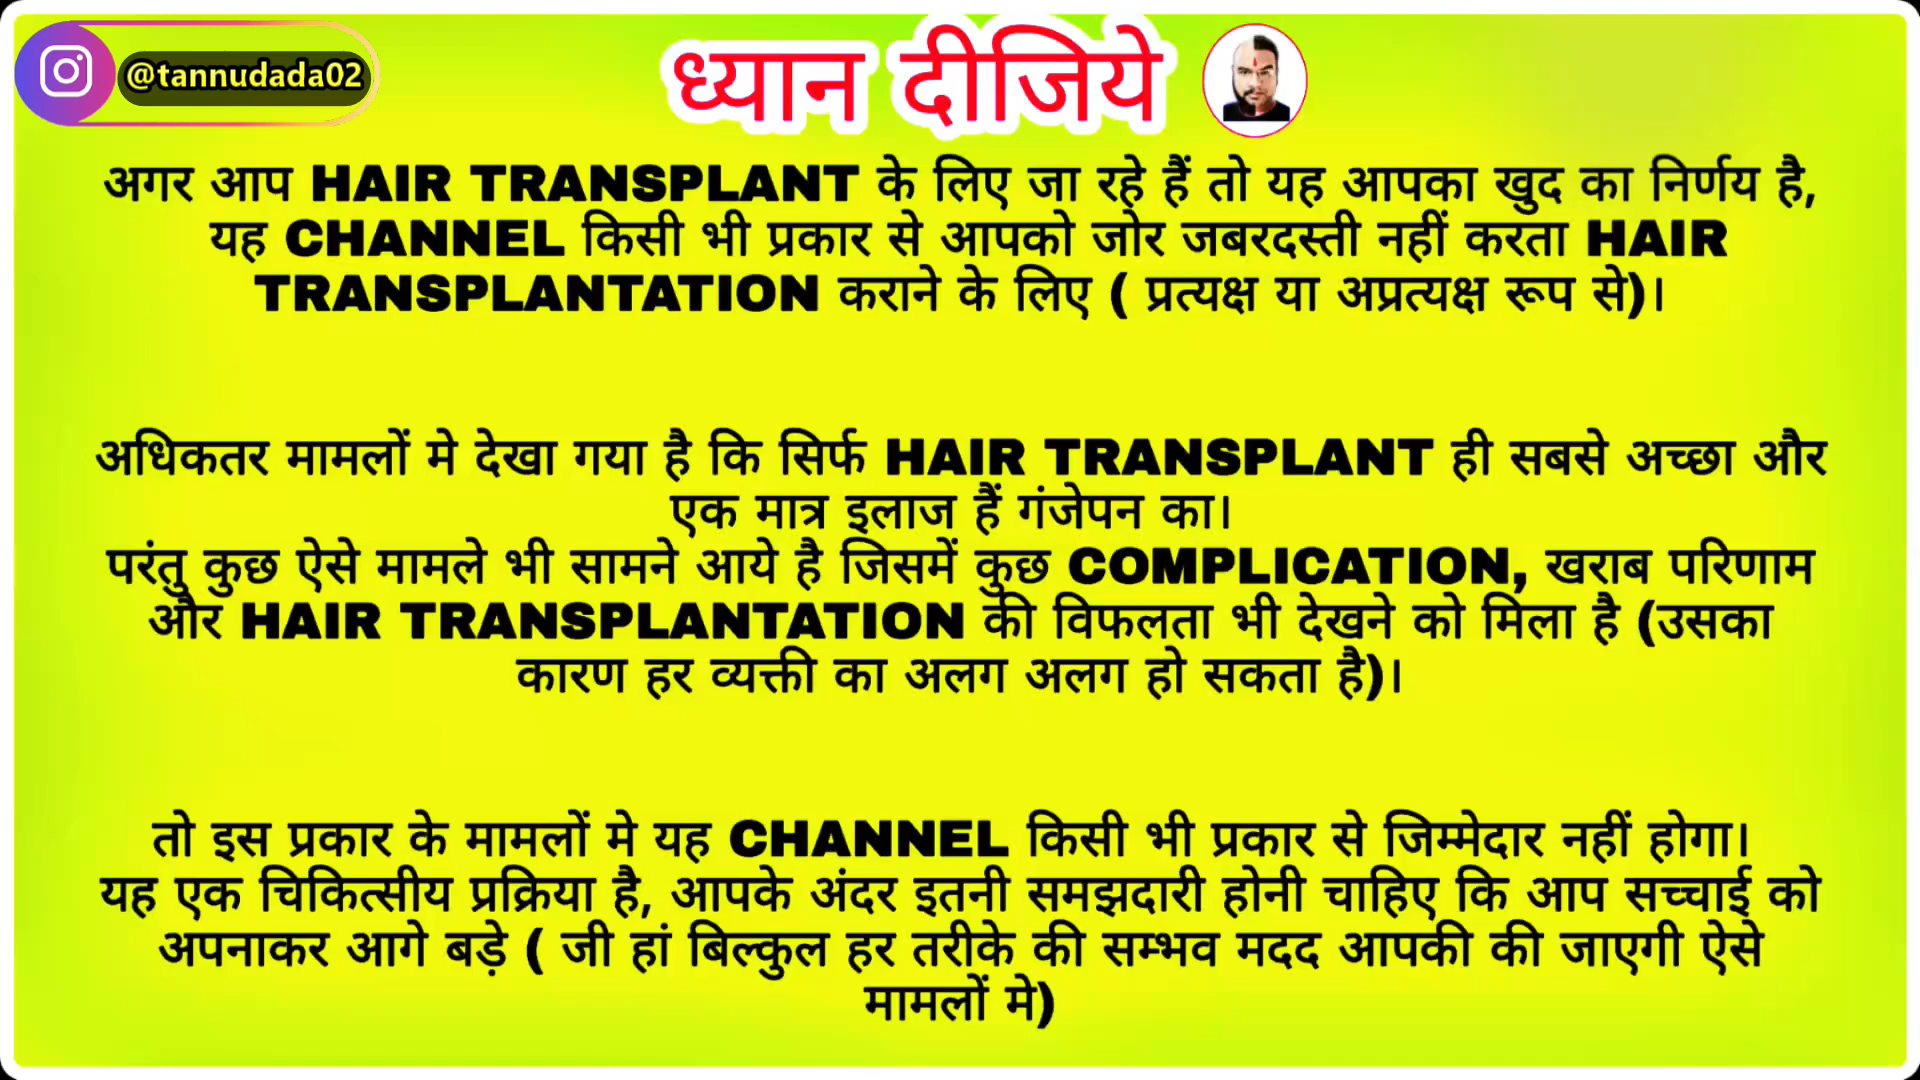 @tannudada02
ध्यान दीजिये
अगर आप HAIR TRANSPLANT के लिए जा रहे हैं तो यह आपका खुद का निर्णय है,
यह CHANNEL किसी भी प्रकार से आपको जोर जबरदस्ती नहीं करता HAIR
TRANSPLANTATION कराने के लिए ( प्रत्यक्ष या अप्रत्यक्ष रूप से)।
अधिकतर मामलों मे देखा गया है कि सिर्फ HAIR TRANSPLANT ही सबसे अच्छा और
एक मात्र इलाज हैं गंजेपन का।
परंतु कुछ ऐसे मामले भी सामने आये है जिसमें कुछ COMPLICATION, खराब परिणाम
और HAIR TRANSPLANTATION की विफलता भी देखने को मिला है (उसका
कारण हर व्यक्ती का अलग अलग हो सकता है)।
तो इस प्रकार के मामलों मे यह CHANNEL किसी भी प्रकार से जिम्मेदार नहीं होगा।
यह एक चिकित्सीय प्रक्रिया है, आपके अंदर इतनी समझदारी होनी चाहिए कि आप सच्चाई को
अपनाकर आगे बड़े ( जी हां बिल्कुल हर तरीके की सम्भव मदद आपकी की जाएगी ऐसे
मामलों मे)